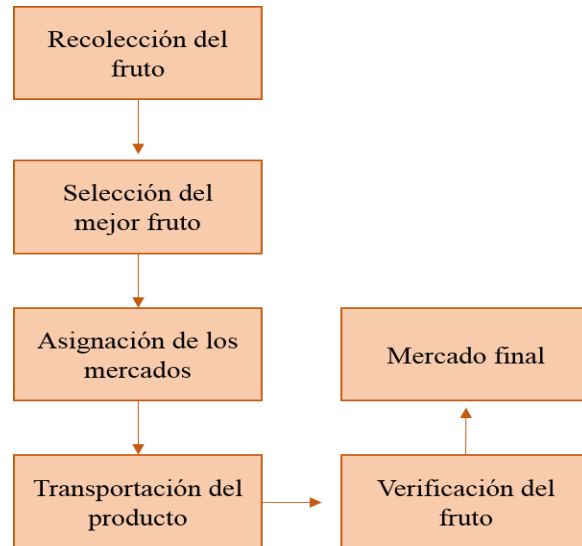 Recolección del
fruto
Selección del
mejor fruto
Asignación de los
mercados
Transportación del
producto
Verificación del
fruto
Mercado final